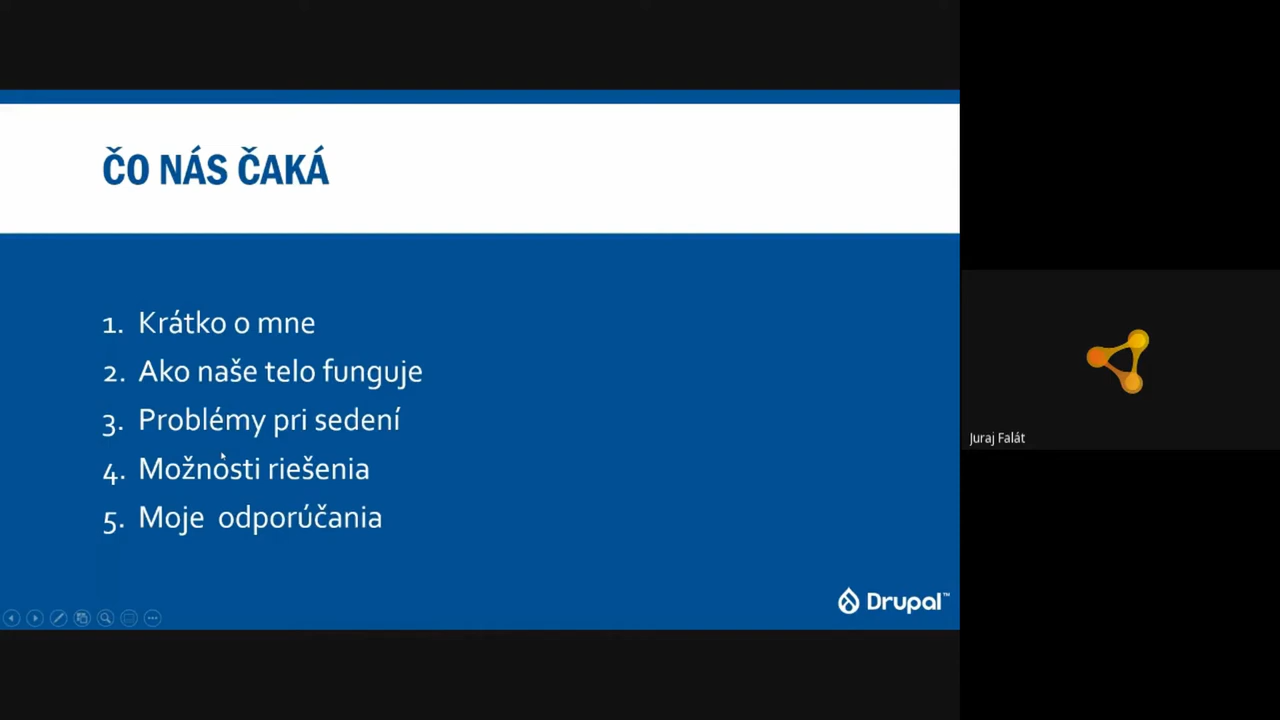 ČO NÁS ČAKÁ
1. Krátko o mne
2. Ako naše telo funguje
3. Problémy pri sedení
4. Možnosti riešenia
5. Moje odporúčania
Drupal™
Juraj Falát